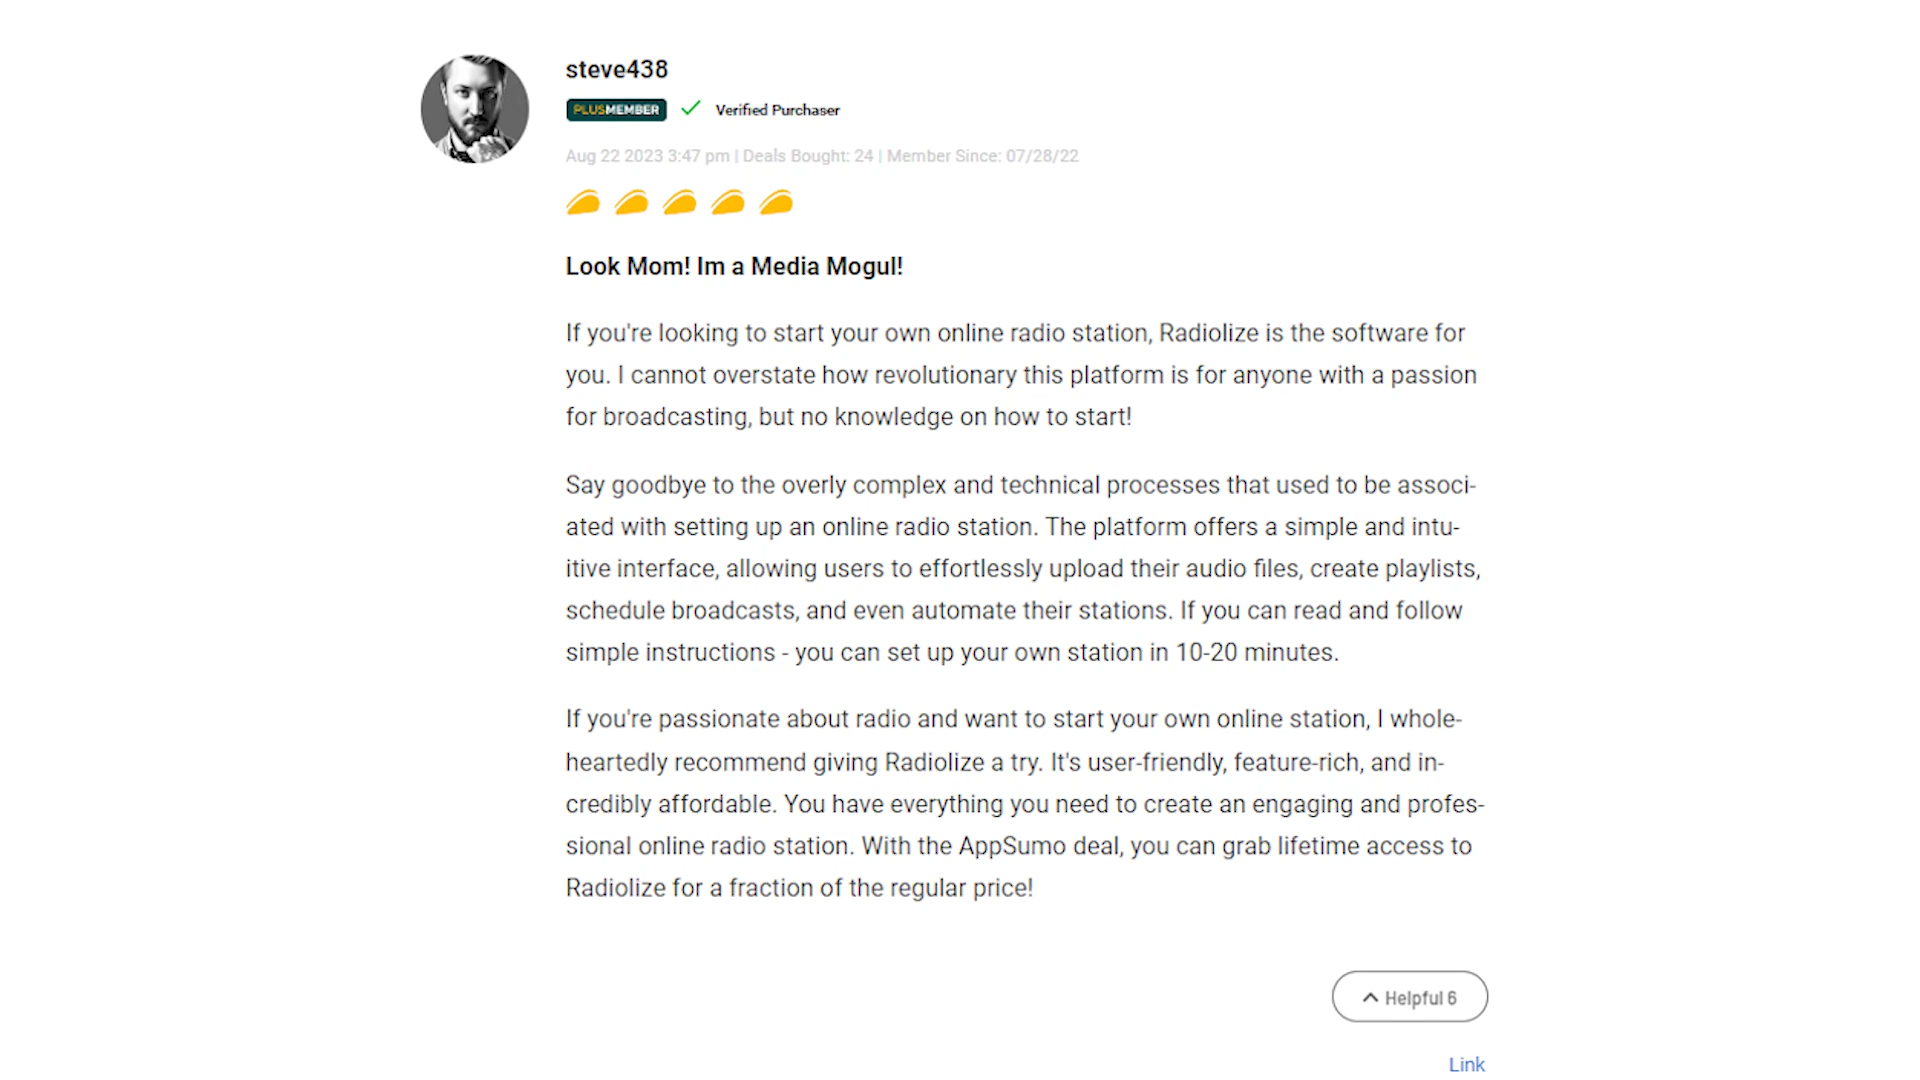 steve438
PLUSMEMBER Verified Purchaser
Aug 22 2023 3:47 pm | Deals Bought: 24 | Member Since: 07/28/22
Look Mom! Im a Media Mogul!
If you're looking to start your own online radio station, Radiolize is the software for
you. I cannot overstate how revolutionary this platform is for anyone with a passion
for broadcasting, but no knowledge on how to start!
Say goodbye to the overly complex and technical processes that used to be associ-
ated with setting up an online radio station. The platform offers a simple and intu-
itive interface, allowing users to effortlessly upload their audio files, create playlists,
schedule broadcasts, and even automate their stations. If you can read and follow
simple instructions - you can set up your own station in 10-20 minutes.
If you're passionate about radio and want to start your own online station, I whole-
heartedly recommend giving Radiolize a try. It's user-friendly, feature-rich, and in-
credibly affordable. You have everything you need to create an engaging and profes-
sional online radio station. With the AppSumo deal, you can grab lifetime access to
Radiolize for a fraction of the regular price!
Helpful 6
Link